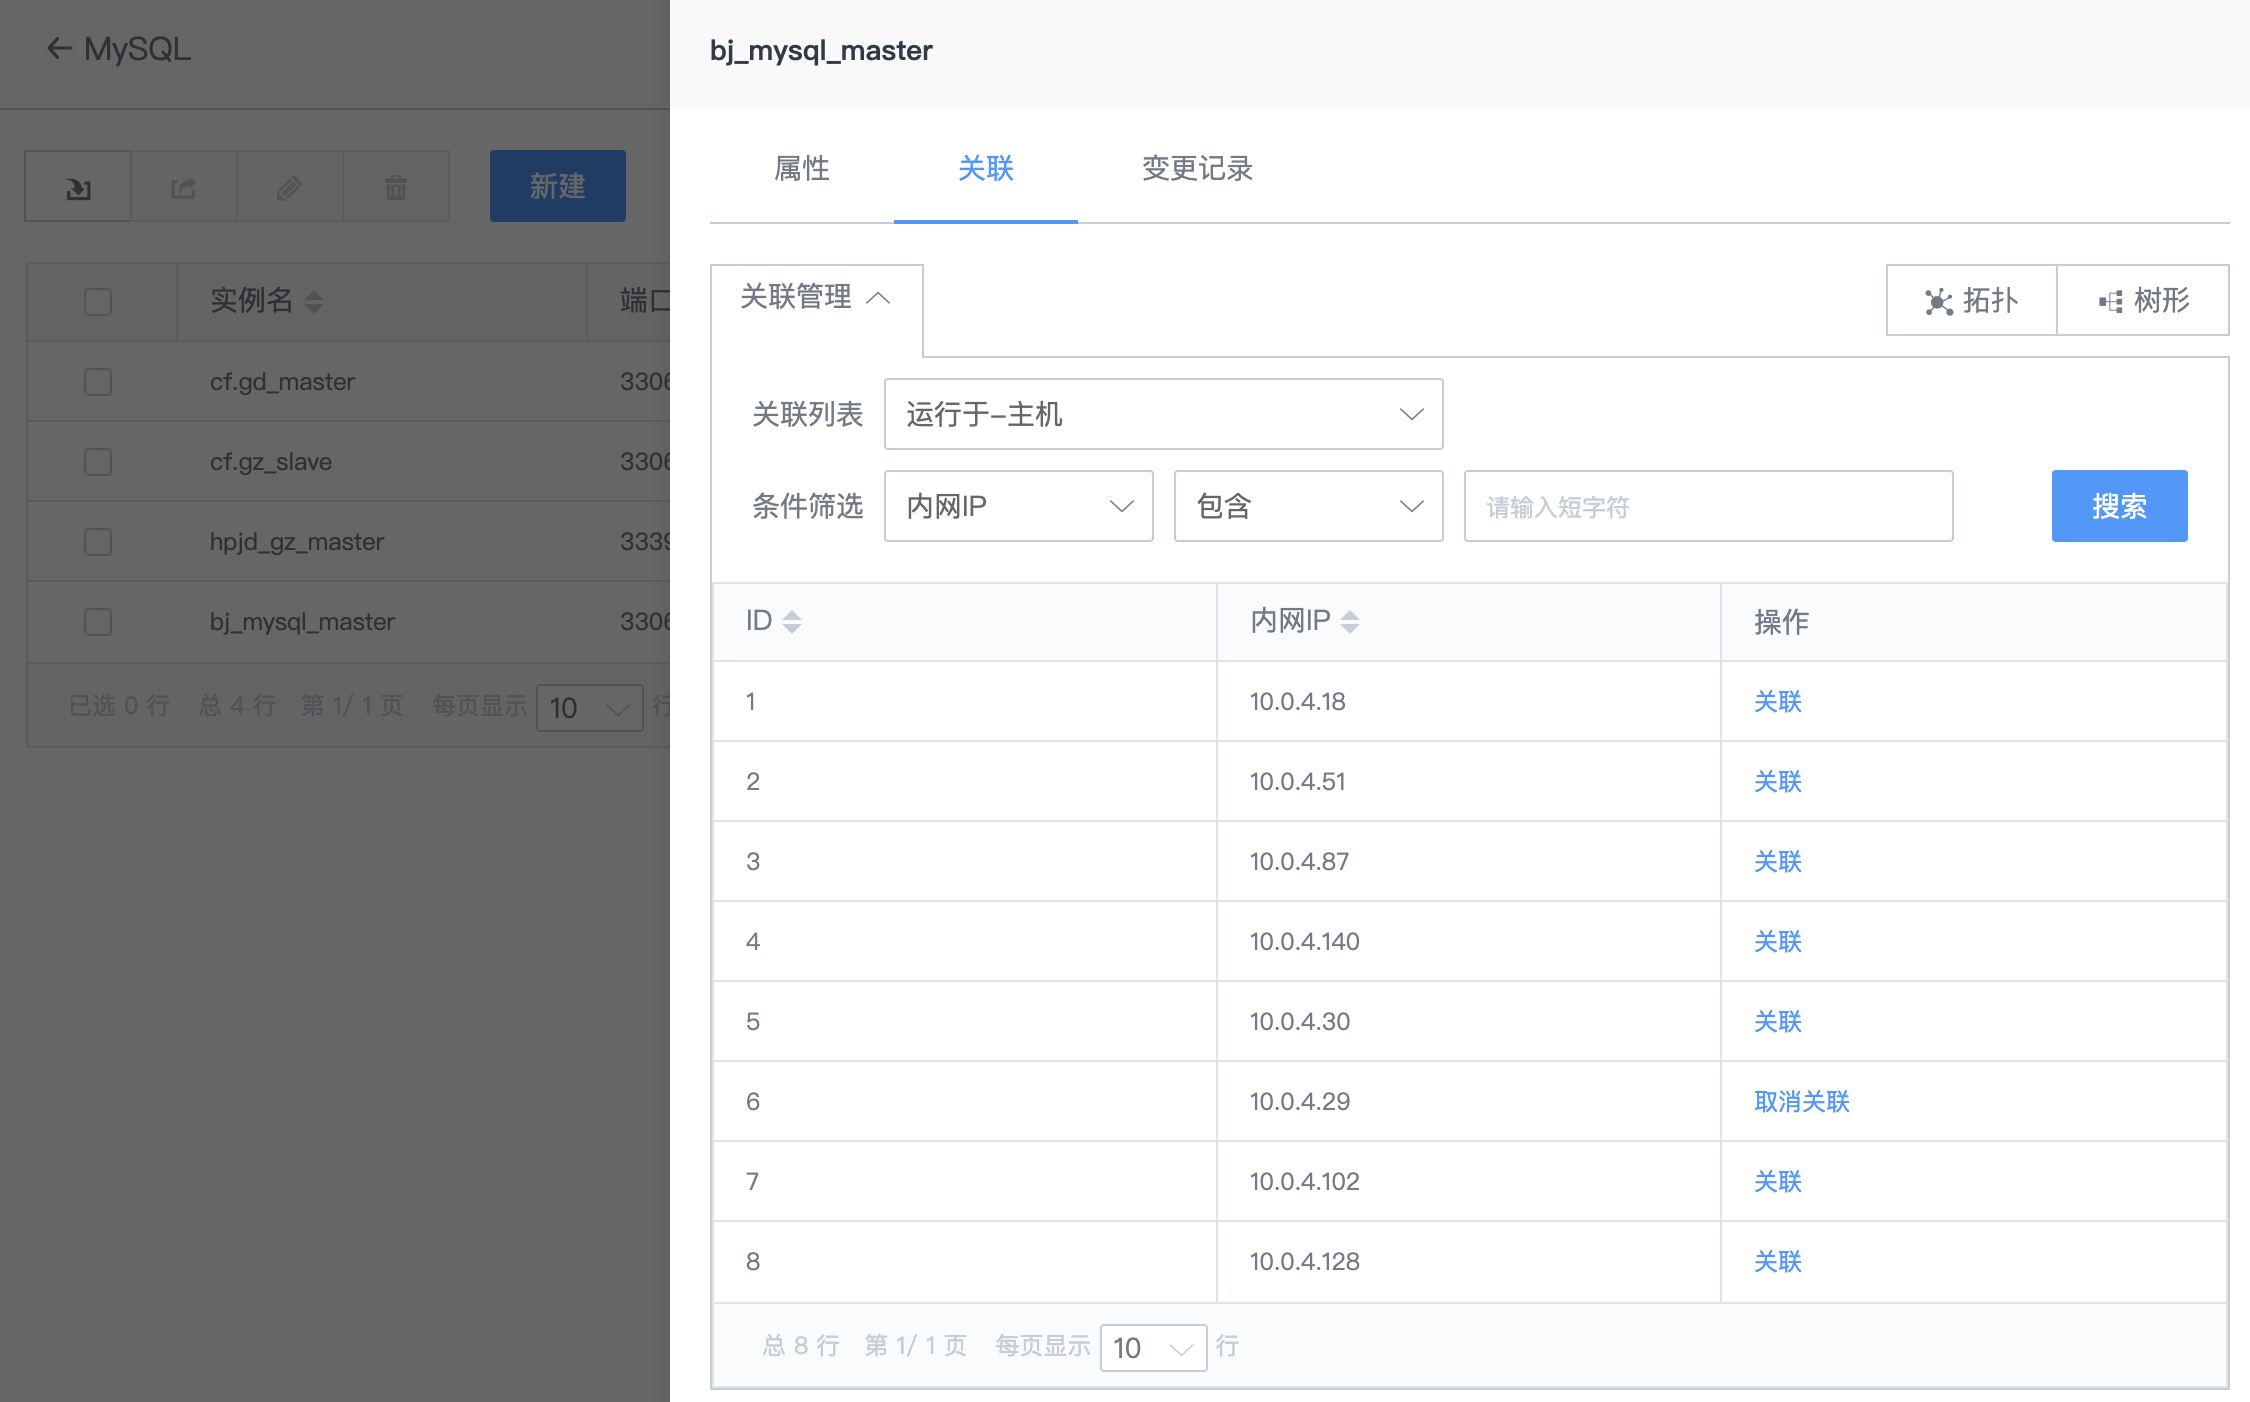 MySQL
新建
实例名 端口
cf.gd_master 3306
cf.gz_slave 3306
hpjd_gz_master 3339
bj_mysql_master 3306
已选 0 行 总 4 行 第 1/ 1 页 每页显示 10 行
bj_mysql_master
属性 关联 变更记录
关联管理 拓扑 树形
关联列表 运行于-主机
条件筛选 内网IP 包含 请输入短字符 搜索
ID 内网IP 操作
1 10.0.4.18 关联
2 10.0.4.51 关联
3 10.0.4.87 关联
4 10.0.4.140 关联
5 10.0.4.30 关联
6 10.0.4.29 取消关联
7 10.0.4.102 关联
8 10.0.4.128 关联
总 8 行 第 1/ 1 页 每页显示 10 行